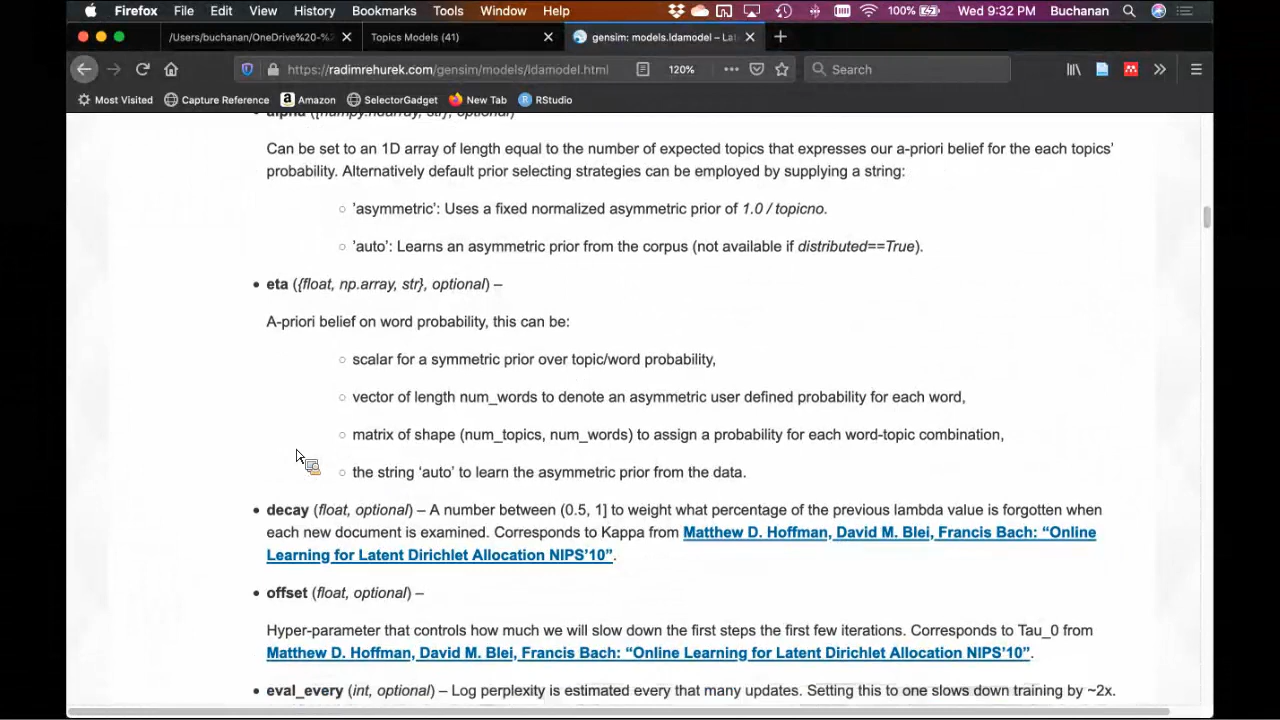 Firefox File Edit View History Bookmarks Tools Window Help 100% Wed 9:32 PM Buchanan
/Users/buchanan/OneDrive%20-%2 Topics Models (41) gensim: models.ldamodel – Lat
https://radimrehurek.com/gensim/models/ldamodel.html 120% Search
Most Visited Capture Reference Amazon SelectorGadget New Tab RStudio
alpha ({numpy.ndarray, str}, optional)
Can be set to an 1D array of length equal to the number of expected topics that expresses our a-priori belief for the each topics’
probability. Alternatively default prior selecting strategies can be employed by supplying a string:
’asymmetric’: Uses a fixed normalized asymmetric prior of 1.0 / topicno.
’auto’: Learns an asymmetric prior from the corpus (not available if distributed==True).
• eta ({float, np.array, str}, optional) –
A-priori belief on word probability, this can be:
scalar for a symmetric prior over topic/word probability,
vector of length num_words to denote an asymmetric user defined probability for each word,
matrix of shape (num_topics, num_words) to assign a probability for each word-topic combination,
the string ‘auto’ to learn the asymmetric prior from the data.
• decay (float, optional) – A number between (0.5, 1] to weight what percentage of the previous lambda value is forgotten when
each new document is examined. Corresponds to Kappa from Matthew D. Hoffman, David M. Blei, Francis Bach: “Online
Learning for Latent Dirichlet Allocation NIPS’10”.
• offset (float, optional) –
Hyper-parameter that controls how much we will slow down the first steps the first few iterations. Corresponds to Tau_0 from
Matthew D. Hoffman, David M. Blei, Francis Bach: “Online Learning for Latent Dirichlet Allocation NIPS’10”.
• eval_every (int, optional) – Log perplexity is estimated every that many updates. Setting this to one slows down training by ~2x.